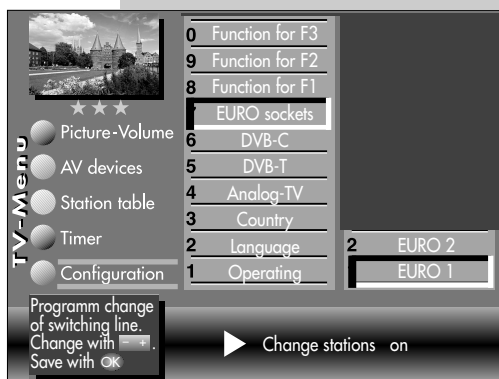 TV-Menu
Picture-Volume
AV devices
Station table
Timer
Configuration
0 Function for F3
9 Function for F2
8 Function for F1
EURO sockets
6 DVB-C
5 DVB-T
4 Analog-TV
3 Country
2 Language
1 Operating
2 EURO 2
EURO 1
Programm change
of switching line.
Change with - + .
Save with OK
Change stations on